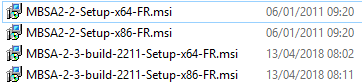 MBSA2-2-Setup-x64-FR.msi 06/01/2011 09:20
MBSA2-2-Setup-x86-FR.msi 06/01/2011 09:20
MBSA-2-3-build-2211-Setup-x64-FR.msi 13/04/2018 08:02
MBSA-2-3-build-2211-Setup-x86-FR.msi 13/04/2018 08:12